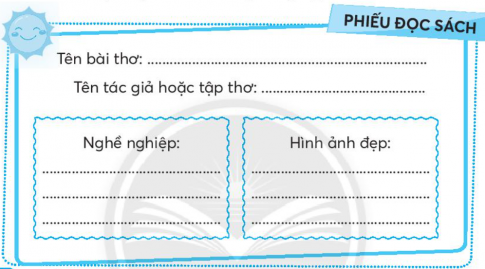 PHIẾU ĐỌC SÁCH
Tên bài thơ: ........................................................................
Tên tác giả hoặc tập thơ: ..........................................
Nghề nghiệp:
..............................................
..............................................
..............................................
Hình ảnh đẹp:
..............................................
..............................................
..............................................